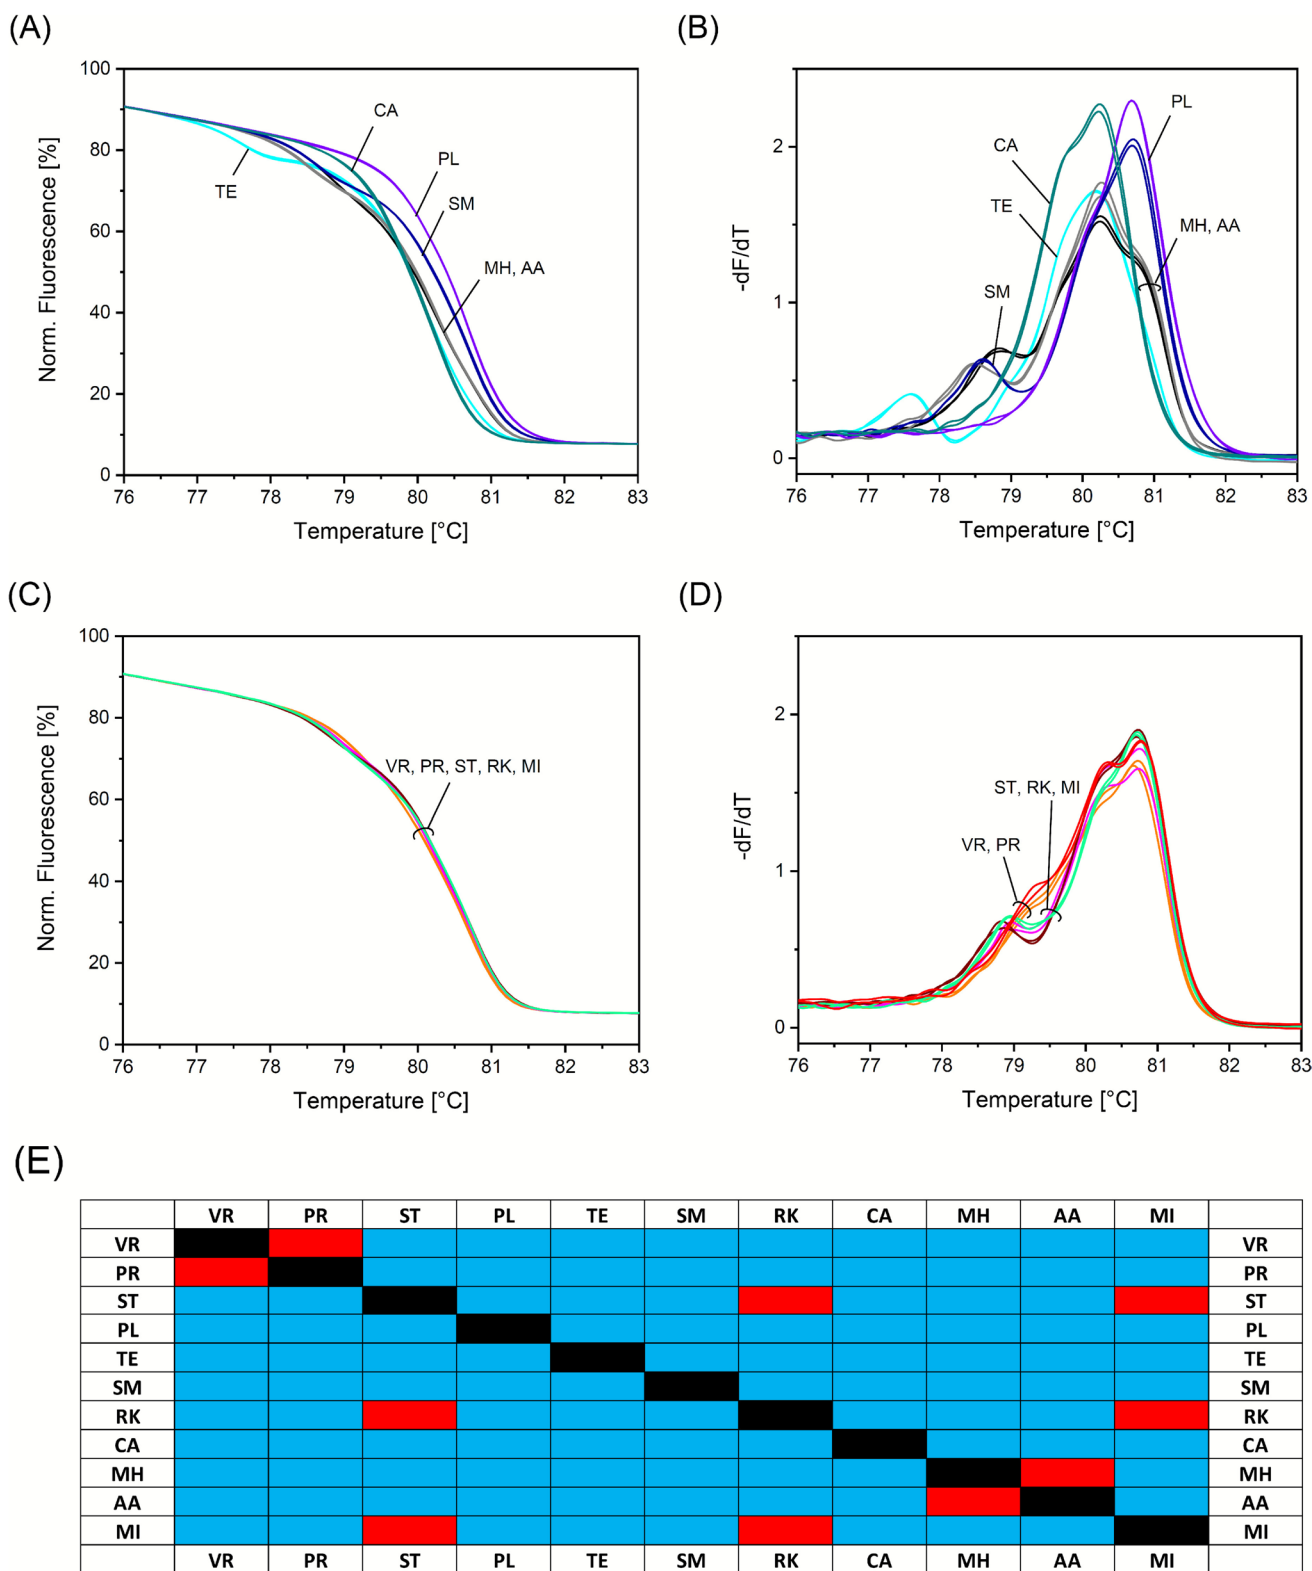 (A)
100
80
60
40
20
0
Norm. Fluorescence [%]
CA
PL
TE
SM
MH, AA
76 77 78 79 80 81 82 83
Temperature [°C]
(B)
2
1
0
-dF/dT
PL
CA
TE
MH, AA
SM
76 77 78 79 80 81 82 83
Temperature [°C]
(C)
100
80
60
40
20
0
Norm. Fluorescence [%]
VR, PR, ST, RK, MI
76 77 78 79 80 81 82 83
Temperature [°C]
(D)
2
1
0
-dF/dT
ST, RK, MI
VR, PR
76 77 78 79 80 81 82 83
Temperature [°C]
(E)
VR PR ST PL TE SM RK CA MH AA MI
VR VR
PR PR
ST ST
PL PL
TE TE
SM SM
RK RK
CA CA
MH MH
AA AA
MI MI
VR PR ST PL TE SM RK CA MH AA MI